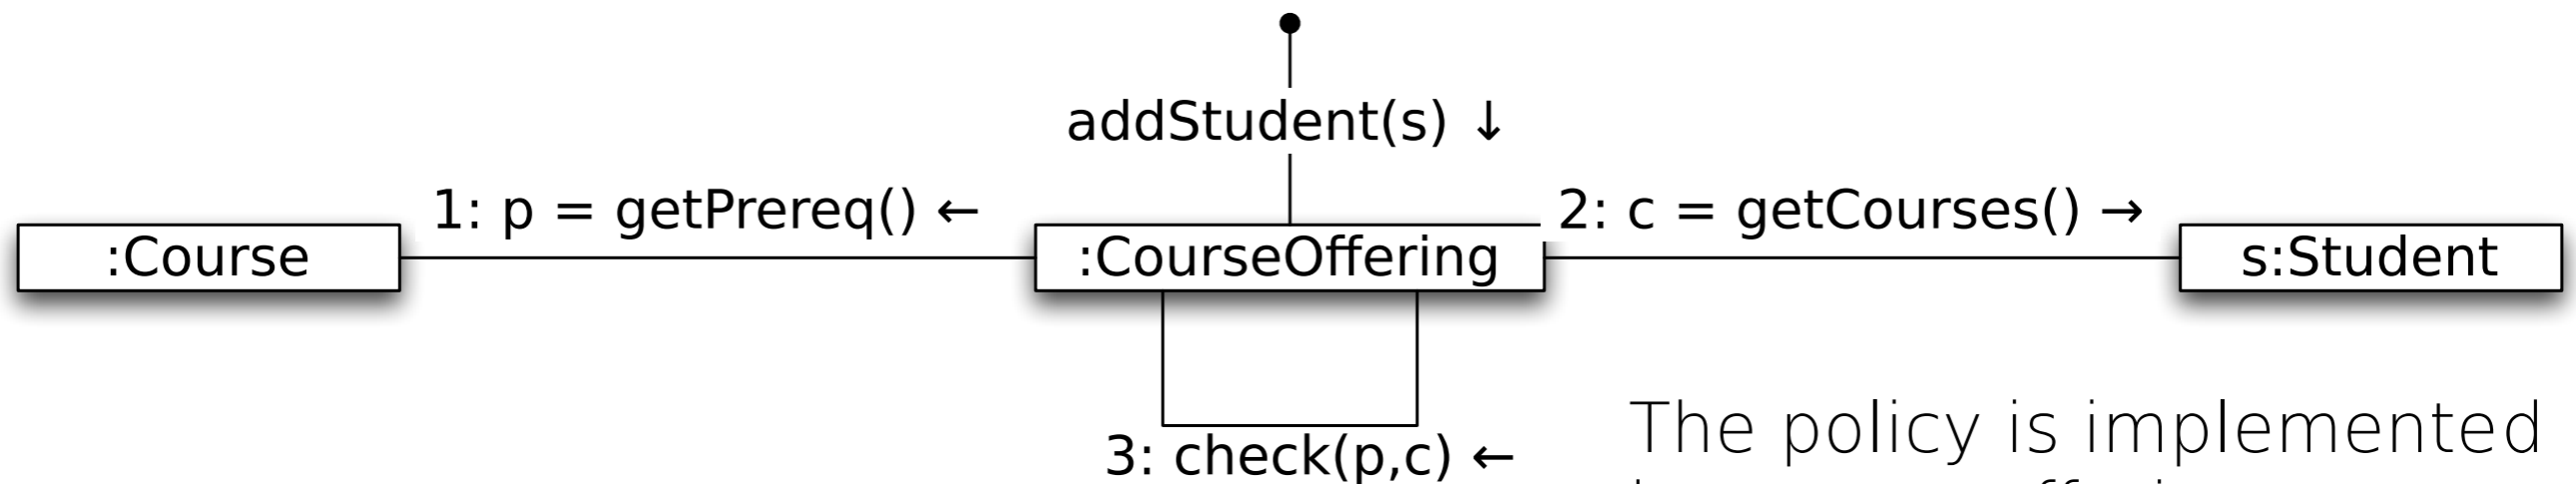 addStudent(s) ↓
1: p = getPrereq() ←
2: c = getCourses() →
:Course
:CourseOffering
s:Student
3: check(p,c) ←
The policy is implemented